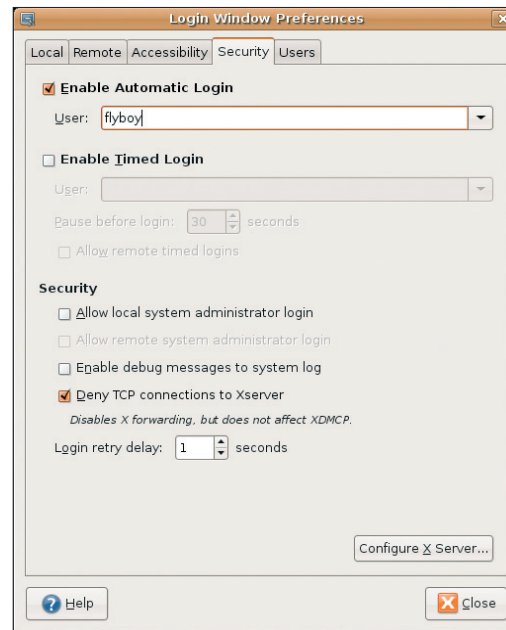 Login Window Preferences
Local Remote Accessibility Security Users
Enable Automatic Login
User: flyboy
Enable Timed Login
User:
Pause before login: 30 seconds
Allow remote timed logins
Security
Allow local system administrator login
Allow remote system administrator login
Enable debug messages to system log
Deny TCP connections to Xserver
Disables X forwarding, but does not affect XDMCP.
Login retry delay: 1 seconds
Configure X Server...
Help Close